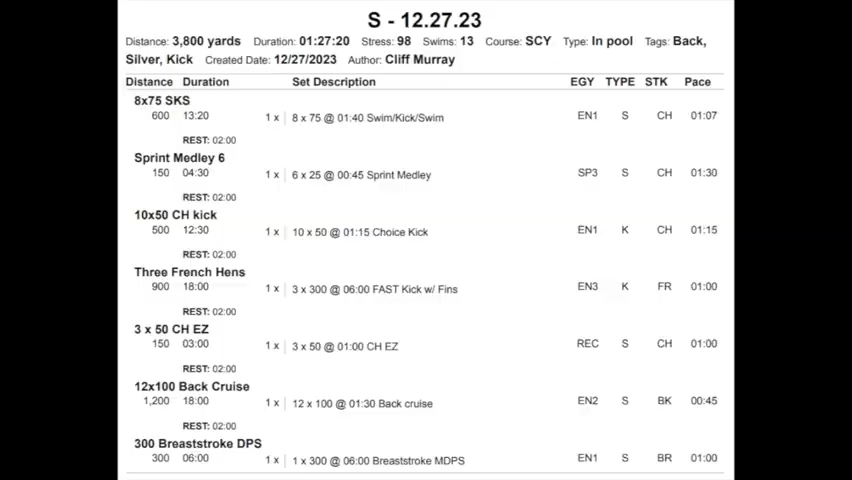 S - 12.27.23
Distance: 3,800 yards Duration: 01:27:20 Stress: 98 Swims: 13 Course: SCY Type: In pool Tags: Back,
Silver, Kick Created Date: 12/27/2023 Author: Cliff Murray
Distance Duration Set Description EGY TYPE STK Pace
8x75 SKS
600 13:20 1 x 8 x 75 @ 01:40 Swim/Kick/Swim EN1 S CH 01:07
REST: 02:00
Sprint Medley 6
150 04:30 1 x 6 x 25 @ 00:45 Sprint Medley SP3 S CH 01:30
REST: 02:00
10x50 CH kick
500 12:30 1 x 10 x 50 @ 01:15 Choice Kick EN1 K CH 01:15
REST: 02:00
Three French Hens
900 18:00 1 x 3 x 300 @ 06:00 FAST Kick w/ Fins EN3 K FR 01:00
REST: 02:00
3 x 50 CH EZ
150 03:00 1 x 3 x 50 @ 01:00 CH EZ REC S CH 01:00
REST: 02:00
12x100 Back Cruise
1,200 18:00 1 x 12 x 100 @ 01:30 Back cruise EN2 S BK 00:45
REST: 02:00
300 Breaststroke DPS
300 06:00 1 x 1 x 300 @ 06:00 Breaststroke MDPS EN1 S BR 01:00